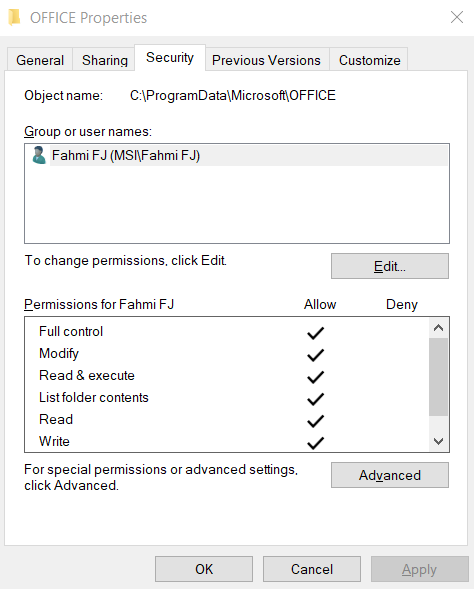 OFFICE Properties
General Sharing Security Previous Versions Customize
Object name: C:\ProgramData\Microsoft\OFFICE
Group or user names:
Fahmi FJ (MSI\Fahmi FJ)
To change permissions, click Edit.
Edit...
Permissions for Fahmi FJ Allow Deny
Full control
Modify
Read & execute
List folder contents
Read
Write
For special permissions or advanced settings,
click Advanced.
Advanced
OK Cancel Apply